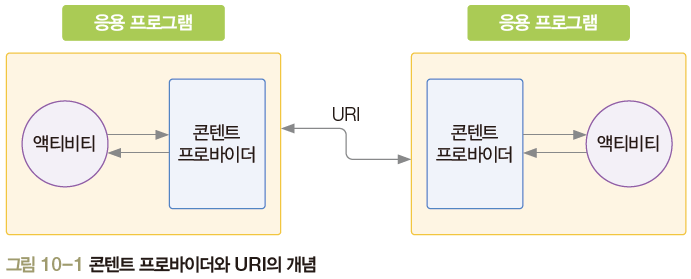 응용 프로그램
응용 프로그램
액티비티
콘텐트
프로바이더
URI
콘텐트
프로바이더
액티비티
그림 10-1 콘텐트 프로바이더와 URI의 개념